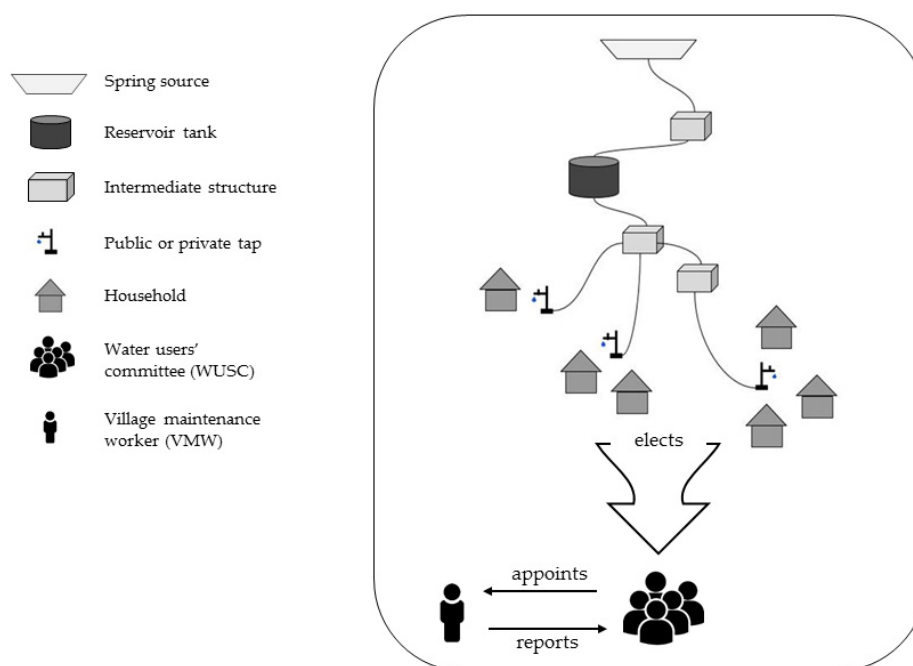 Spring source
Reservoir tank
Intermediate structure
Public or private tap
Household
Water users’
committee (WUSC)
Village maintenance
worker (VMW)
elects
appoints
reports